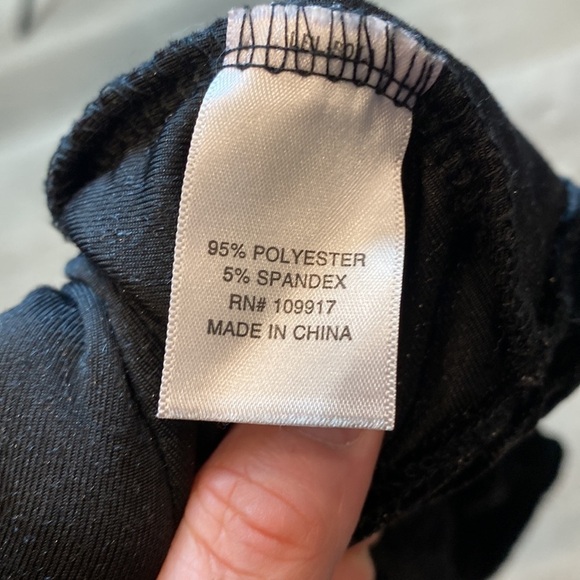 95% POLYESTER
5% SPANDEX
RN# 109917
MADE IN CHINA